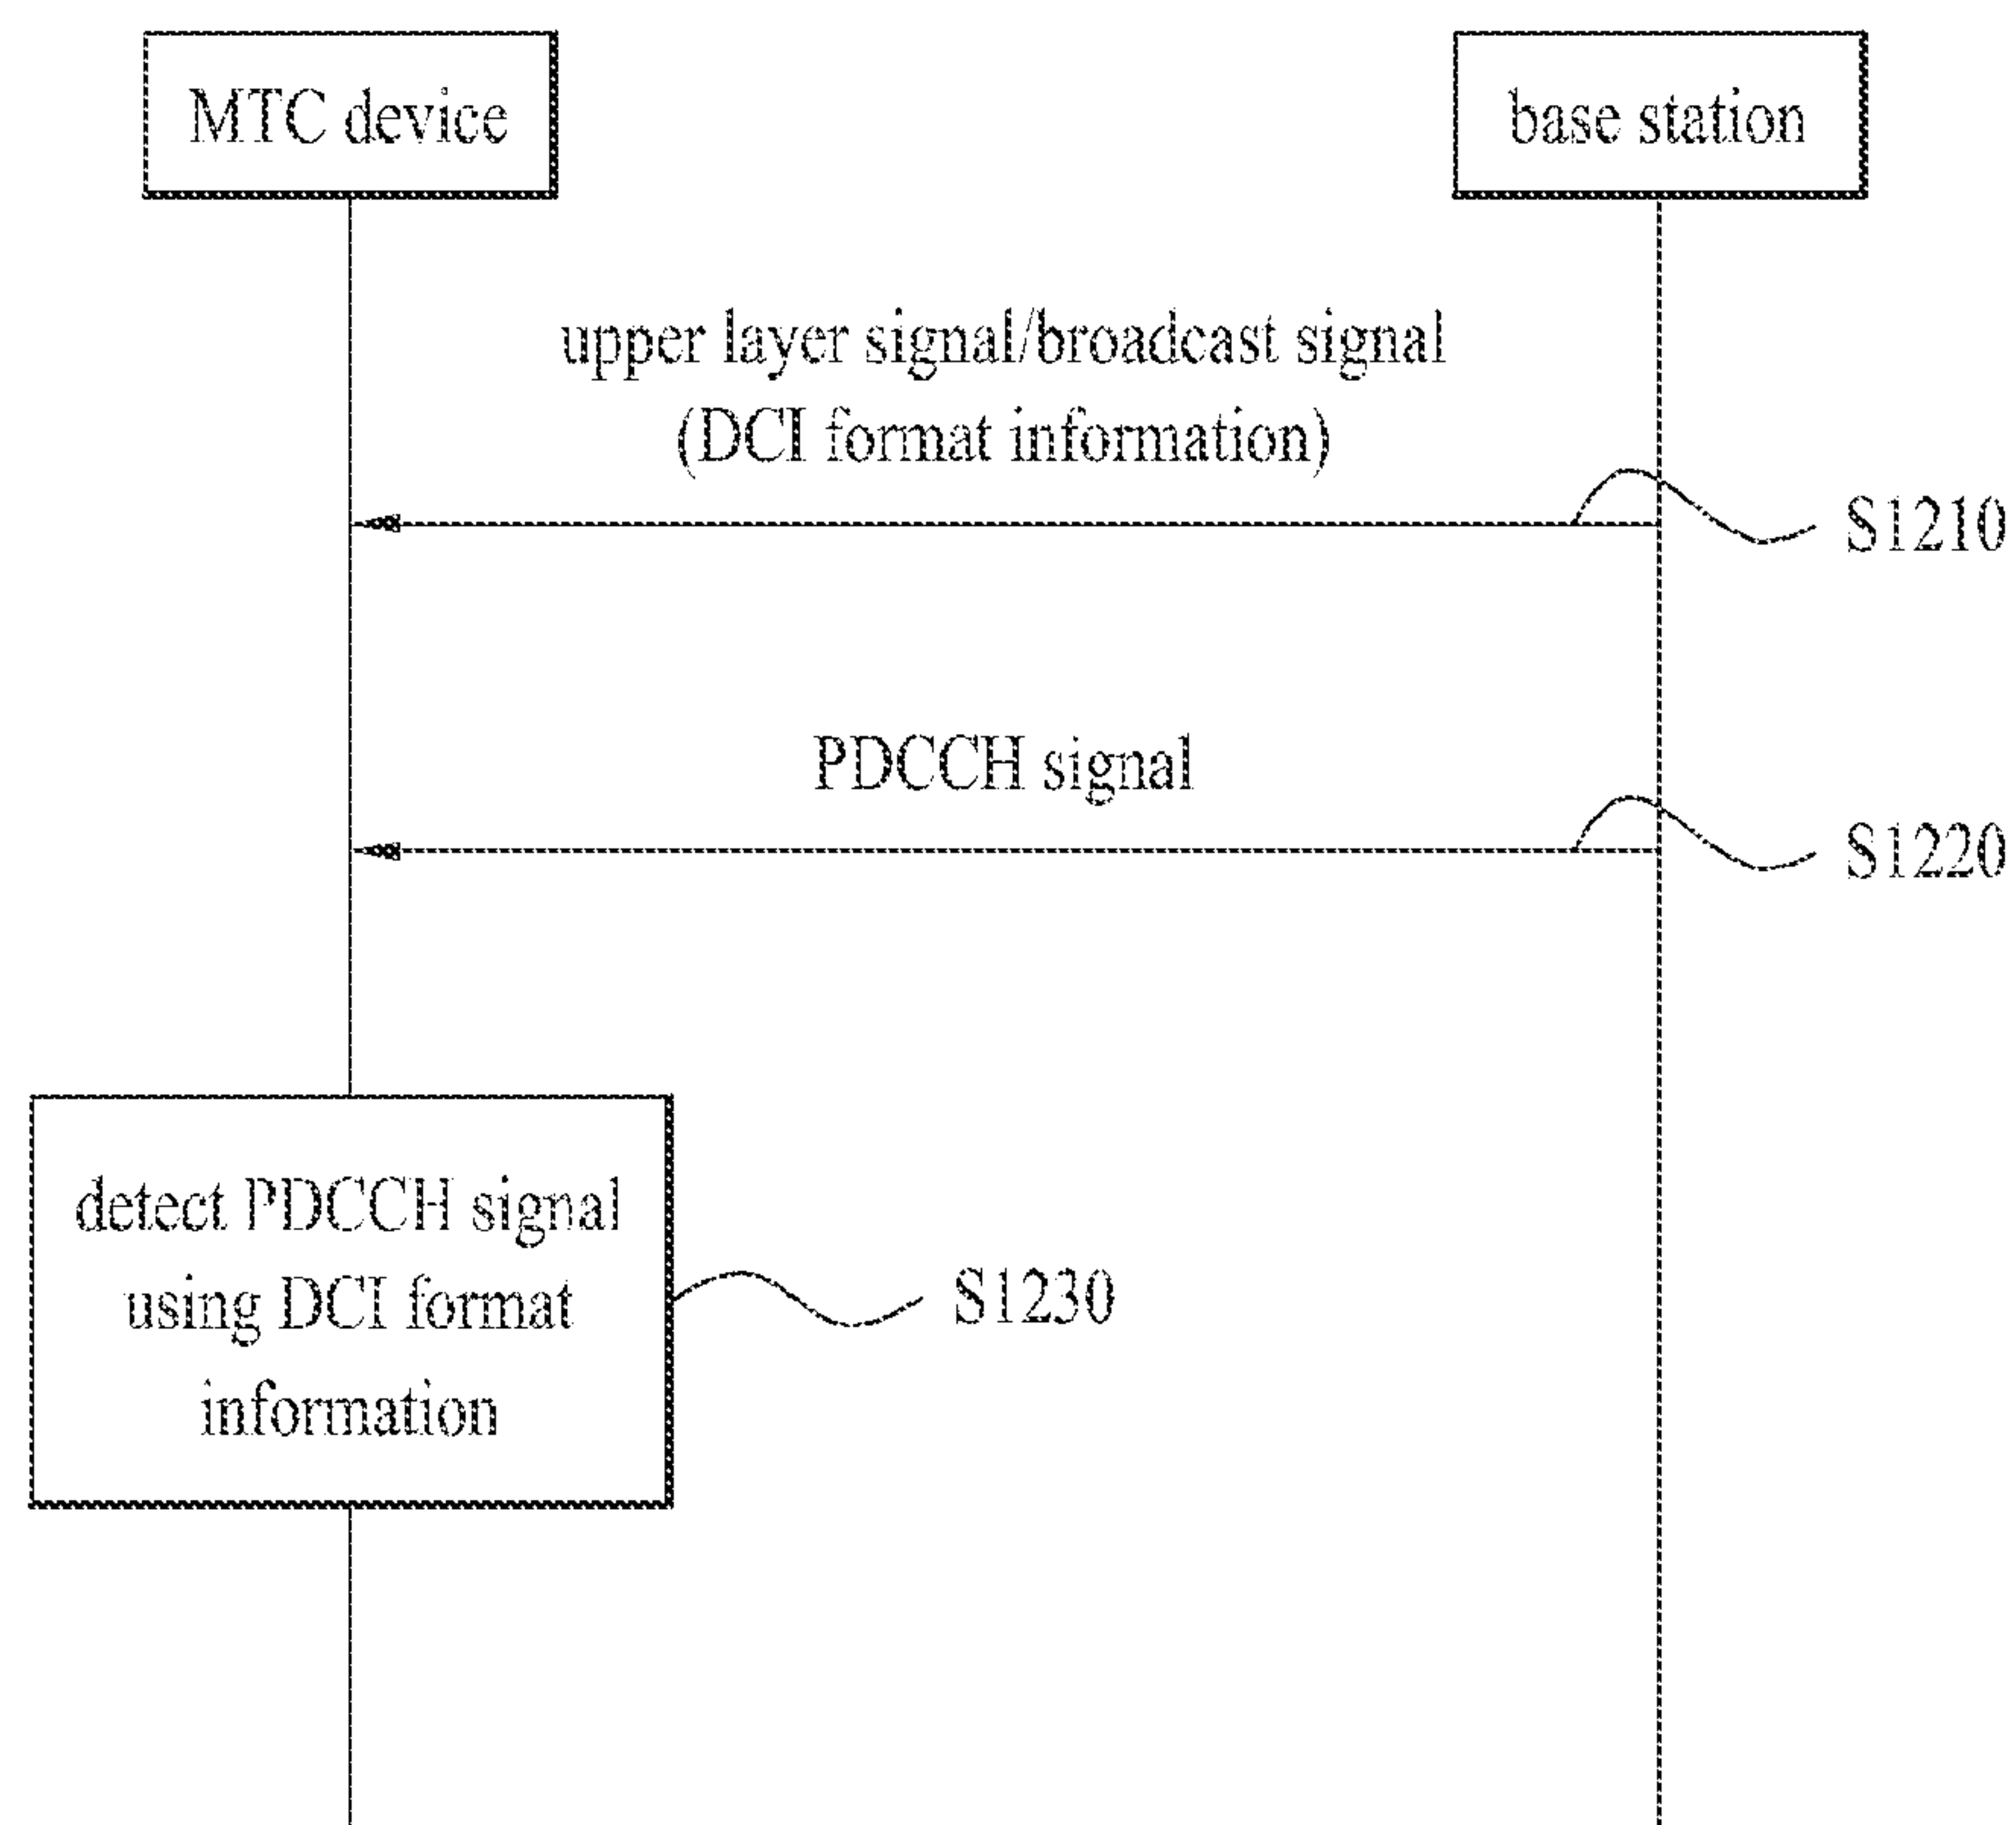 MTC device
base station
upper layer signal/broadcast signal
(DCI format information)
S1210
PDCCH signal
S1220
detect PDCCH signal
using DCI format
information
S1230